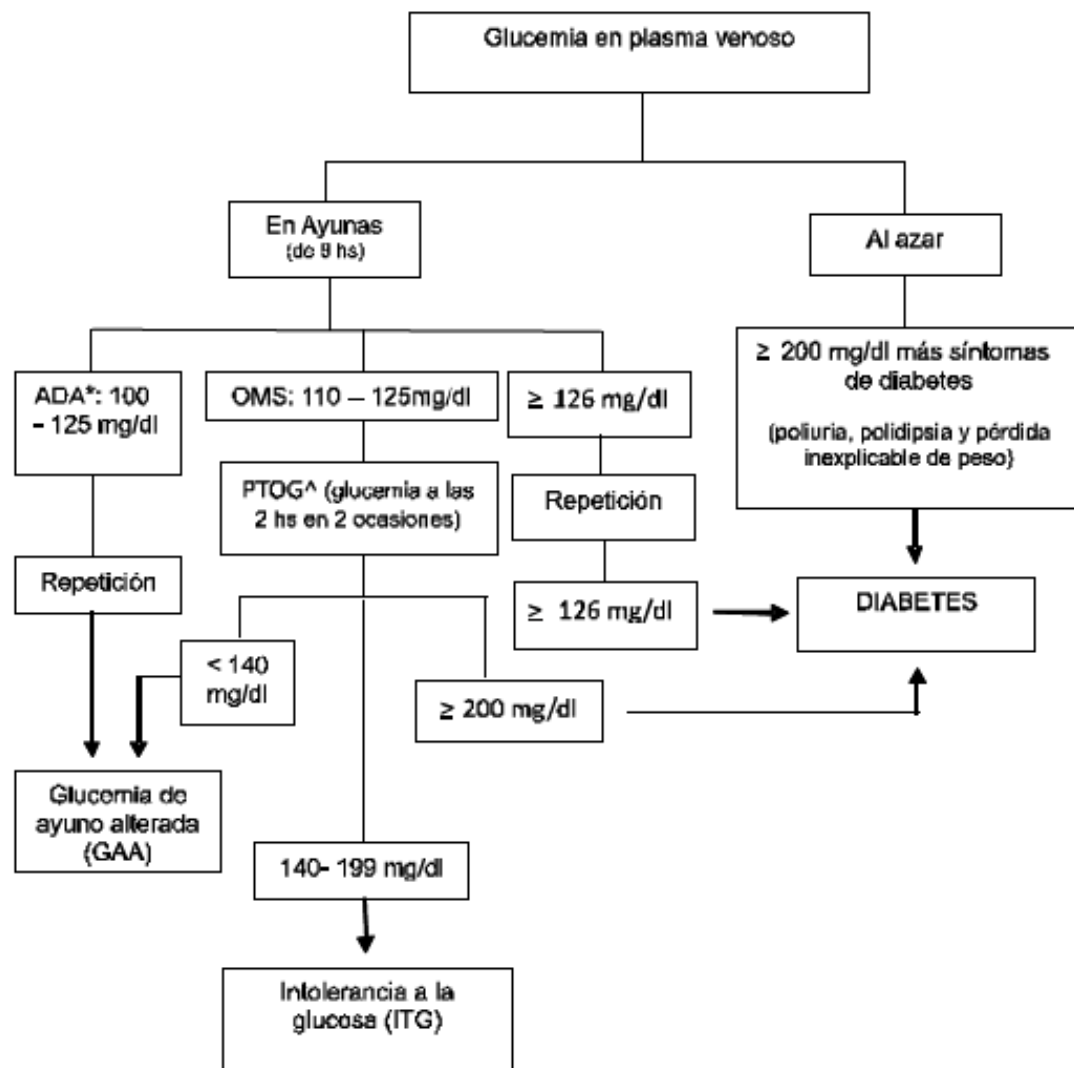 Glucemia en plasma venoso
En Ayunas
(de 8 hs)
Al azar
ADA*: 100
- 125 mg/dl
OMS: 110 – 125mg/dl
≥ 126 mg/dl
≥ 200 mg/dl más síntomas
de diabetes
(poliuria, polidipsia y pérdida
inexplicable de peso)
PTOG^ (glucemia a las
2 hs en 2 ocasiones)
Repetición
Repetición
≥ 126 mg/dl
DIABETES
< 140
mg/dl
≥ 200 mg/dl
Glucemia de
ayuno alterada
(GAA)
140- 199 mg/dl
Intolerancia a la
glucosa (ITG)